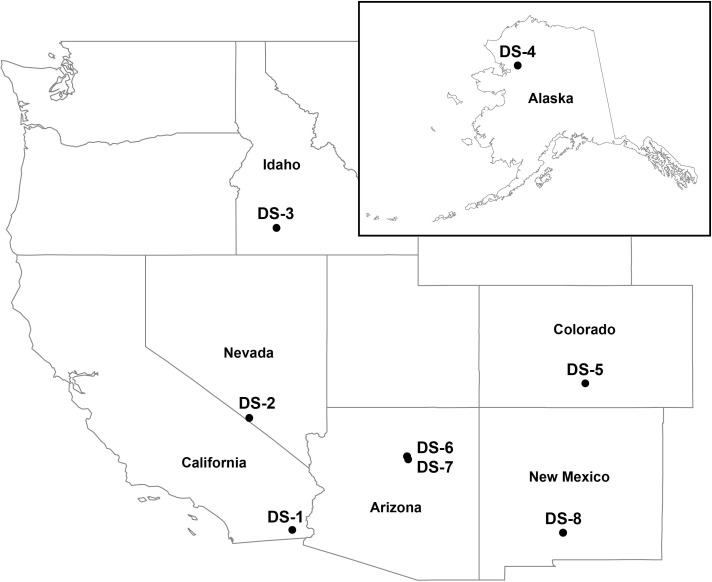 DS-4
Alaska
Idaho
DS-3
Colorado
Nevada
DS-5
DS-2
DS-6
California
DS-7
New Mexico
Arizona
DS-1
DS-8